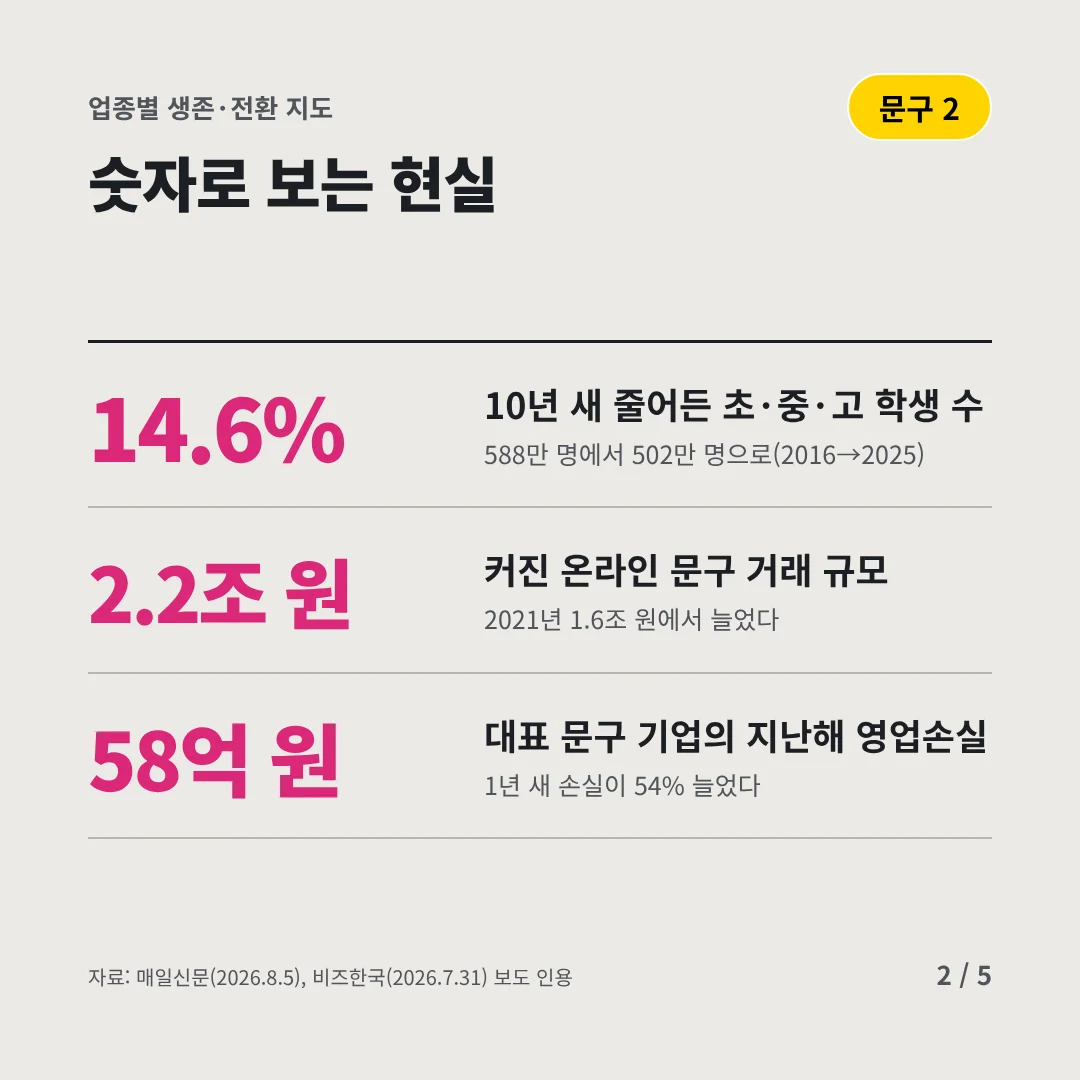 업종별 생존·전환 지도
문구 2
숫자로 보는 현실
14.6%
10년 새 줄어든 초·중·고 학생 수
588만 명에서 502만 명으로(2016→2025)
2.2조 원
커진 온라인 문구 거래 규모
2021년 1.6조 원에서 늘었다
58억 원
대표 문구 기업의 지난해 영업손실
1년 새 손실이 54% 늘었다
자료: 매일신문(2026.8.5), 비즈한국(2026.7.31) 보도 인용
2 / 5